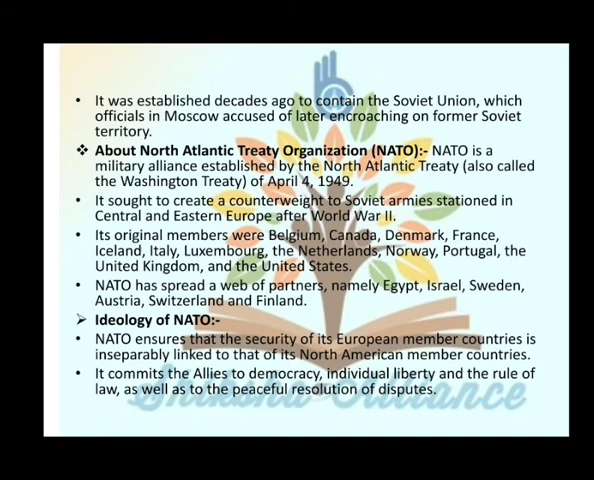 • It was established decades ago to contain the Soviet Union, which
officials in Moscow accused of later encroaching on former Soviet
territory.
❖ About North Atlantic Treaty Organization (NATO):- NATO is a
military alliance established by the North Atlantic Treaty (also called
the Washington Treaty) of April 4, 1949.
• It sought to create a counterweight to Soviet armies stationed in
Central and Eastern Europe after World War II.
• Its original members were Belgium, Canada, Denmark, France,
Iceland, Italy, Luxembourg, the Netherlands, Norway, Portugal, the
United Kingdom, and the United States.
• NATO has spread a web of partners, namely Egypt, Israel, Sweden,
Austria, Switzerland and Finland.
➢ Ideology of NATO:-
• NATO ensures that the security of its European member countries is
inseparably linked to that of its North American member countries.
• It commits the Allies to democracy, individual liberty and the rule of
law, as well as to the peaceful resolution of disputes.